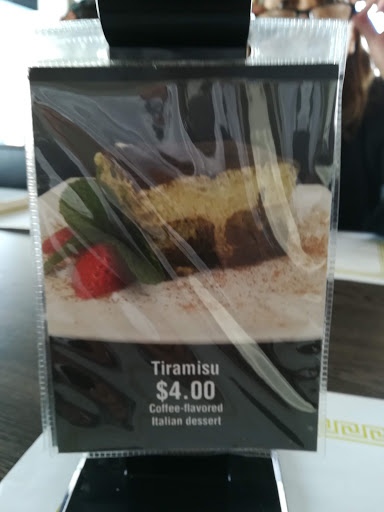 Tiramisu
$4.00
Coffee-flavored
Italian dessert